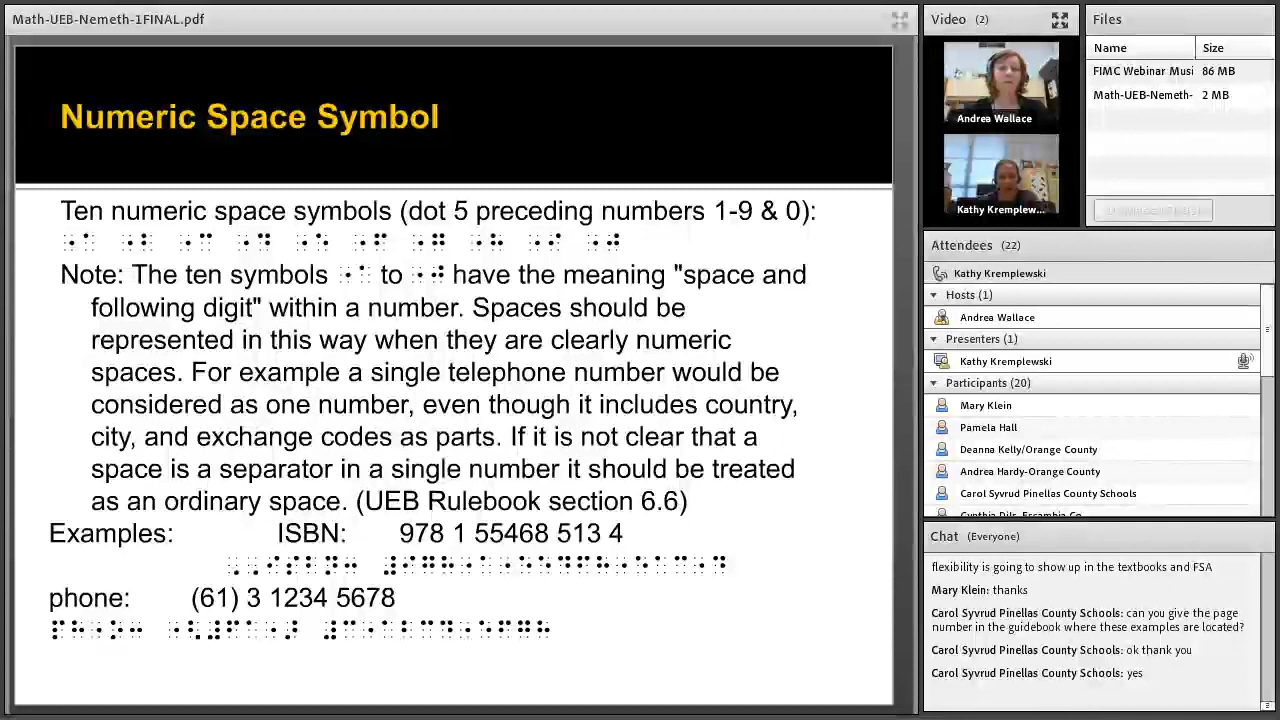 Math-UEB-Nemeth-1FINAL.pdf
Numeric Space Symbol
Ten numeric space symbols (dot 5 preceding numbers 1-9 & 0):
⠐⠁ ⠐⠃ ⠐⠉ ⠐⠙ ⠐⠑ ⠐⠋ ⠐⠛ ⠐⠓ ⠐⠊ ⠐⠚
Note: The ten symbols ⠐⠁ to ⠐⠚ have the meaning "space and
following digit" within a number. Spaces should be
represented in this way when they are clearly numeric
spaces. For example a single telephone number would be
considered as one number, even though it includes country,
city, and exchange codes as parts. If it is not clear that a
space is a separator in a single number it should be treated
as an ordinary space. (UEB Rulebook section 6.6)
Examples: ISBN: 978 1 55468 513 4
phone: (61) 3 1234 5678
Video (2)
Andrea Wallace
Kathy Kremplew...
Files
Name Size
FIMC Webinar Musi 86 MB
Math-UEB-Nemeth- 2 MB
Attendees (22)
Kathy Kremplewski
Hosts (1)
Andrea Wallace
Presenters (1)
Kathy Kremplewski
Participants (20)
Mary Klein
Pamela Hall
Deanna Kelly/Orange County
Andrea Hardy-Orange County
Carol Syvrud Pinellas County Schools
Chat (Everyone)
flexibility is going to show up in the textbooks and FSA
Mary Klein: thanks
Carol Syvrud Pinellas County Schools: can you give the page
number in the guidebook where these examples are located?
Carol Syvrud Pinellas County Schools: ok thank you
Carol Syvrud Pinellas County Schools: yes